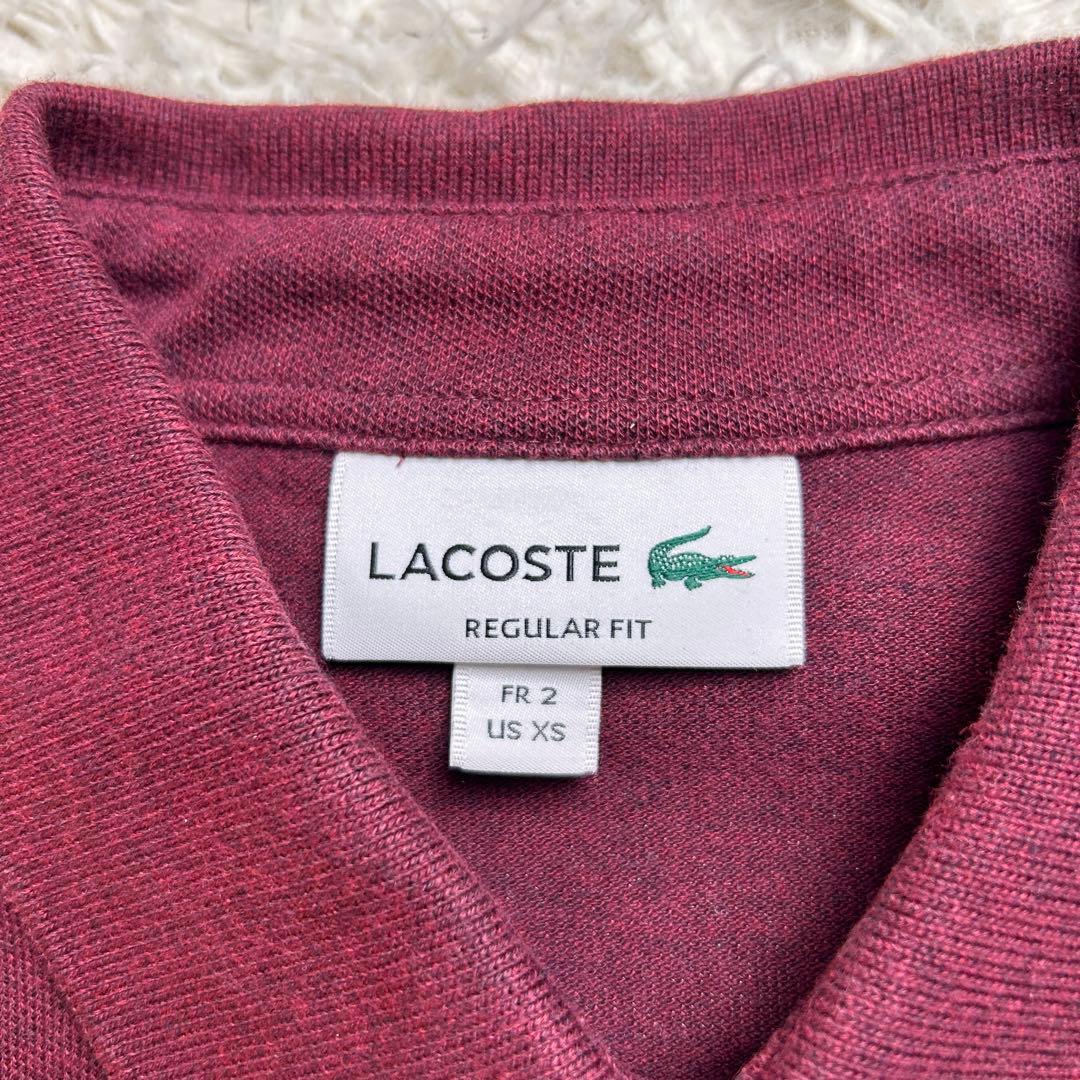 LACOSTE
REGULAR FIT
FR 2
US XS